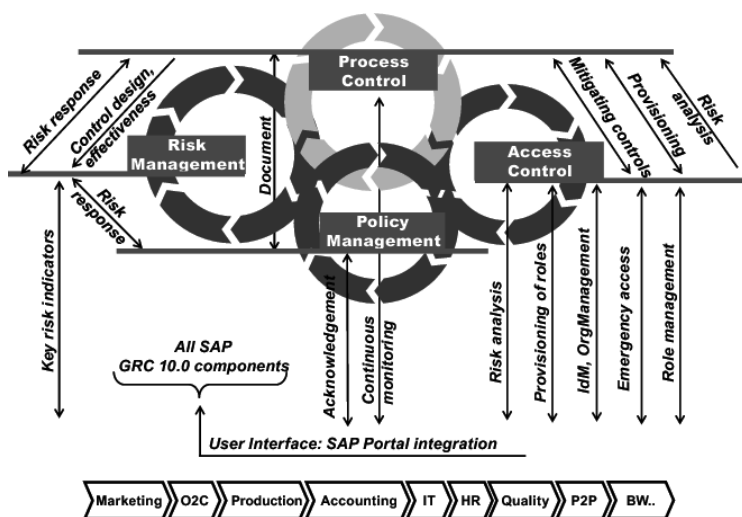 Process
Control
Risk response
Control design,
effectiveness
Risk
Management
Document
Access
Control
Mitigating controls
Provisioning
Risk
analysis
Risk
response
Policy
Management
Key risk indicators
All SAP
GRC 10.0 components
Acknowledgement
Continuous
monitoring
Risk analysis
Provisioning of roles
IdM, OrgManagement
Emergency access
Role management
User Interface: SAP Portal integration
Marketing
O2C
Production
Accounting
IT
HR
Quality
P2P
BW..